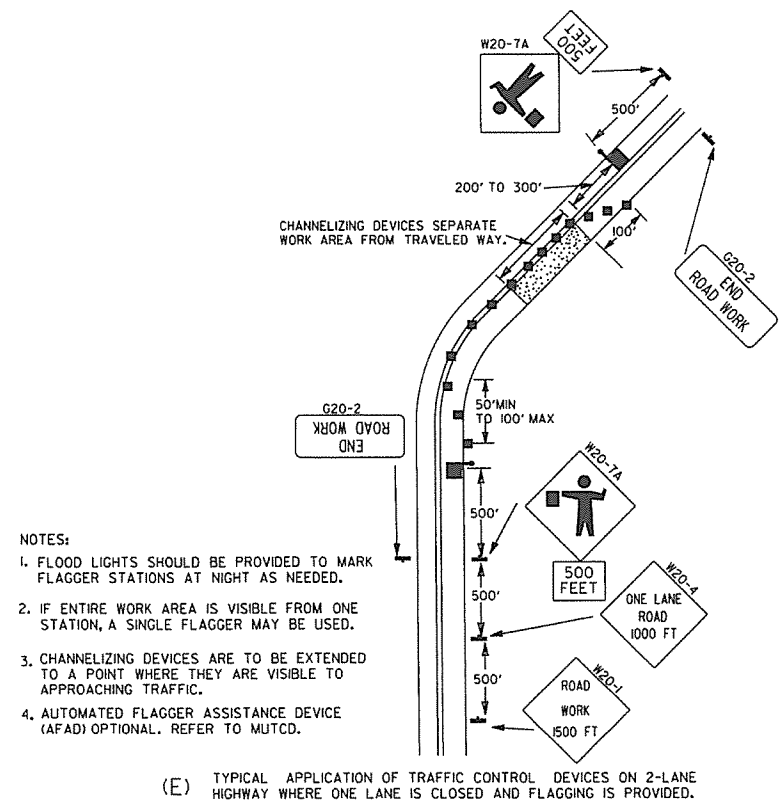 W20-7A
500
FEET
500'
200' TO 300'
CHANNELIZING DEVICES SEPARATE
WORK AREA FROM TRAVELED WAY.
100'
G20-2
END
ROAD WORK
50'MIN
TO 100' MAX
G20-2
END
ROAD WORK
W20-7A
500'
500
FEET
500'
W20-4
ONE LANE
ROAD
1000 FT
500'
W20-1
ROAD
WORK
1500 FT
NOTES:
1. FLOOD LIGHTS SHOULD BE PROVIDED TO MARK
FLAGGER STATIONS AT NIGHT AS NEEDED.
2. IF ENTIRE WORK AREA IS VISIBLE FROM ONE
STATION, A SINGLE FLAGGER MAY BE USED.
3. CHANNELIZING DEVICES ARE TO BE EXTENDED
TO A POINT WHERE THEY ARE VISIBLE TO
APPROACHING TRAFFIC.
4. AUTOMATED FLAGGER ASSISTANCE DEVICE
(AFAD) OPTIONAL. REFER TO MUTCD.
(E) TYPICAL APPLICATION OF TRAFFIC CONTROL DEVICES ON 2-LANE
HIGHWAY WHERE ONE LANE IS CLOSED AND FLAGGING IS PROVIDED.